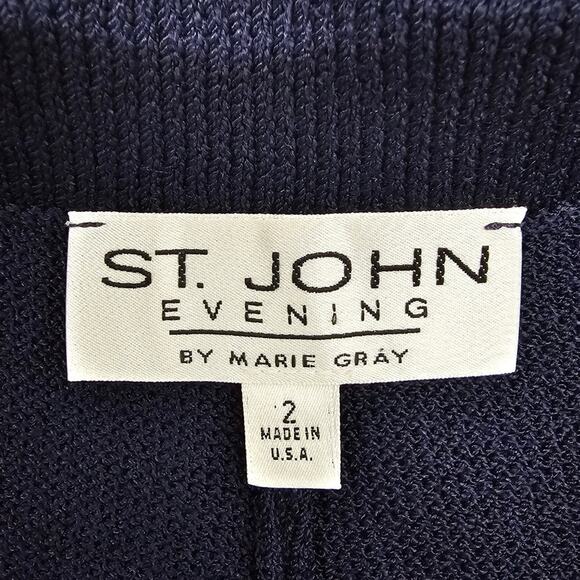 ST. JOHN
EVENING
BY MARIE GRAY
2
MADE IN
U.S.A.